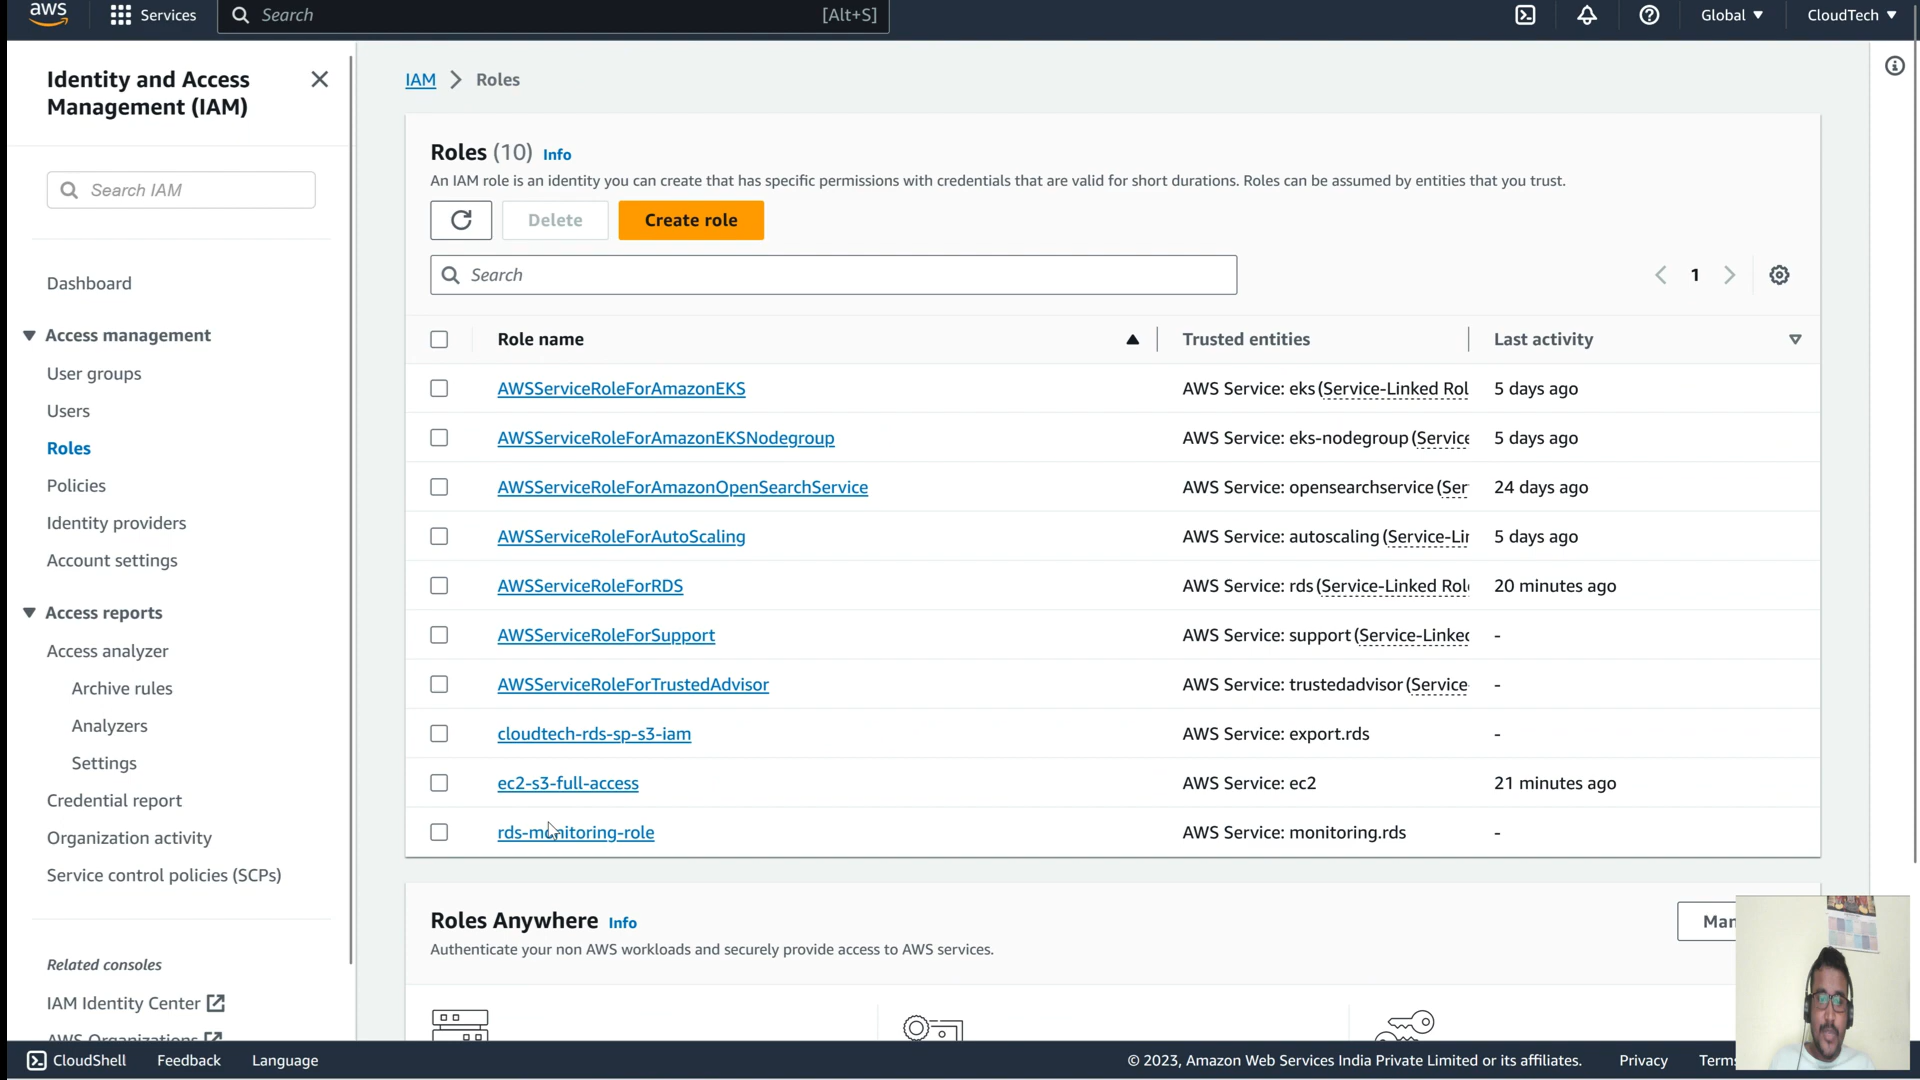 aws
Services
Search
[Alt+S]
Global
CloudTech
Identity and Access
Management (IAM)
Search IAM
Dashboard
Access management
User groups
Users
Roles
Policies
Identity providers
Account settings
Access reports
Access analyzer
Archive rules
Analyzers
Settings
Credential report
Organization activity
Service control policies (SCPs)
Related consoles
IAM Identity Center
AWS Organizations
IAM > Roles
Roles (10) Info
An IAM role is an identity you can create that has specific permissions with credentials that are valid for short durations. Roles can be assumed by entities that you trust.
Delete
Create role
Search
1
Role name Trusted entities Last activity
AWSServiceRoleForAmazonEKS AWS Service: eks (Service-Linked Rol 5 days ago
AWSServiceRoleForAmazonEKSNodegroup AWS Service: eks-nodegroup (Service 5 days ago
AWSServiceRoleForAmazonOpenSearchService AWS Service: opensearchservice (Ser 24 days ago
AWSServiceRoleForAutoScaling AWS Service: autoscaling (Service-Lin 5 days ago
AWSServiceRoleForRDS AWS Service: rds (Service-Linked Role 20 minutes ago
AWSServiceRoleForSupport AWS Service: support (Service-Linked -
AWSServiceRoleForTrustedAdvisor AWS Service: trustedadvisor (Service -
cloudtech-rds-sp-s3-iam AWS Service: export.rds -
ec2-s3-full-access AWS Service: ec2 21 minutes ago
rds-monitoring-role AWS Service: monitoring.rds -
Roles Anywhere Info
Man
Authenticate your non AWS workloads and securely provide access to AWS services.
CloudShell
Feedback
Language
© 2023, Amazon Web Services India Private Limited or its affiliates.
Privacy
Terms